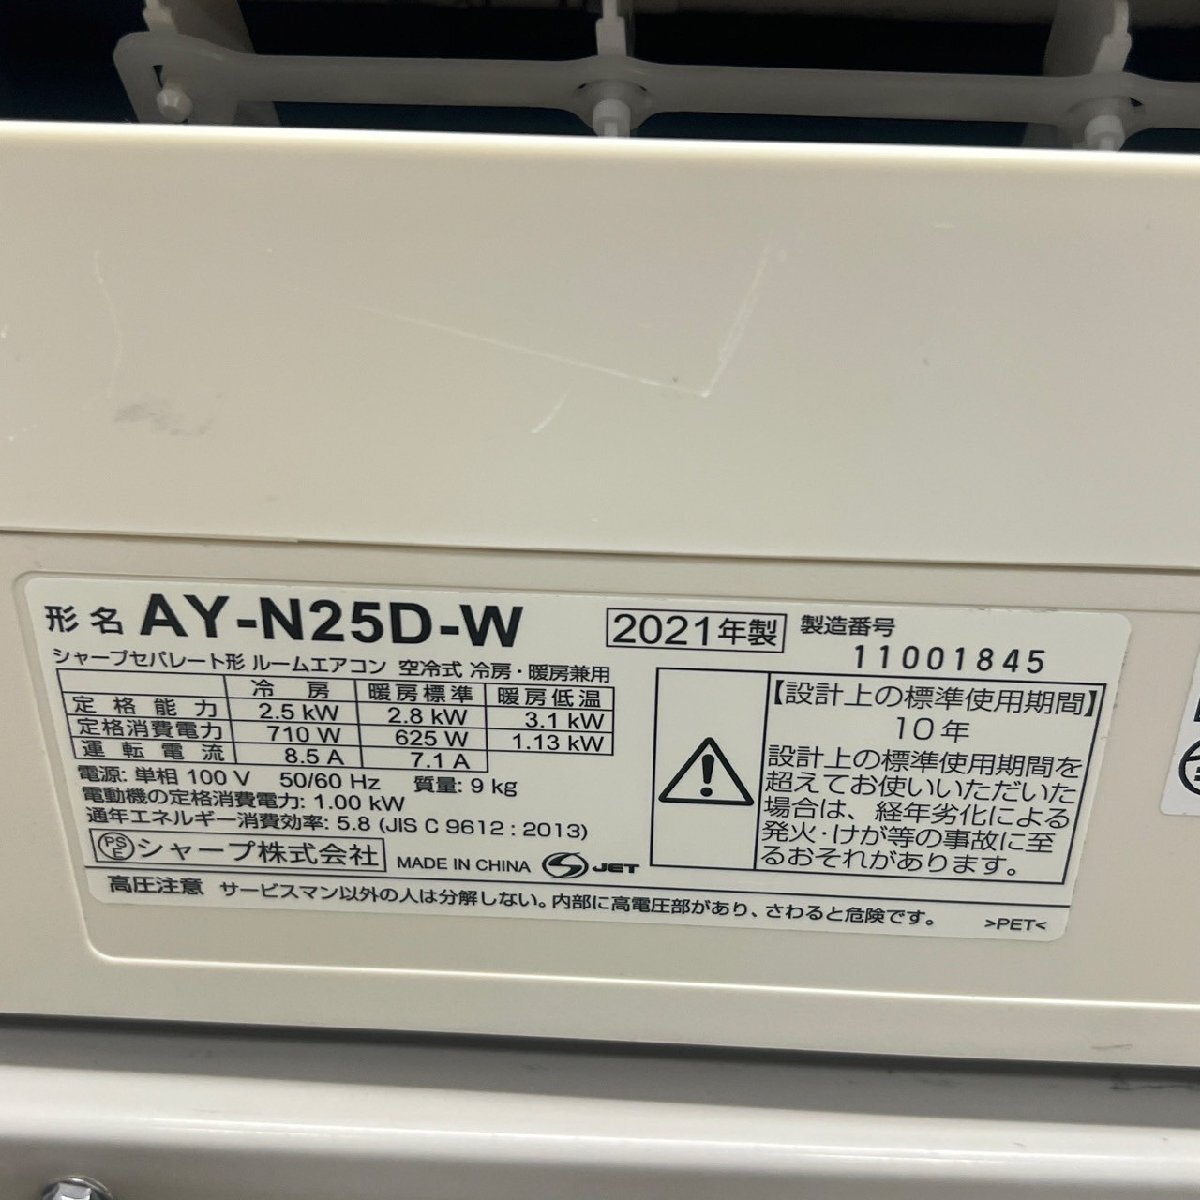 形名 AY-N25D-W 2021年製 製造番号 11001845
シャープセパレート形 ルームエアコン 空冷式 冷房・暖房兼用
冷房 暖房標準 暖房低温
定格能力 2.5 kW 2.8 kW 3.1 kW
定格消費電力 710 W 625 W 1.13 kW
運転電流 8.5 A 7.1 A
電源: 単相 100 V 50/60 Hz 質量: 9 kg
電動機の定格消費電力: 1.00 kW
通年エネルギー消費効率: 5.8 (JIS C 9612 : 2013)
PSE シャープ株式会社 MADE IN CHINA JET
【設計上の標準使用期間】
10年
設計上の標準使用期間を
超えてお使いいただいた
場合は、経年劣化による
発火・けが等の事故に至
るおそれがあります。
高圧注意 サービスマン以外の人は分解しない。内部に高電圧部があり、さわると危険です。 >PET<